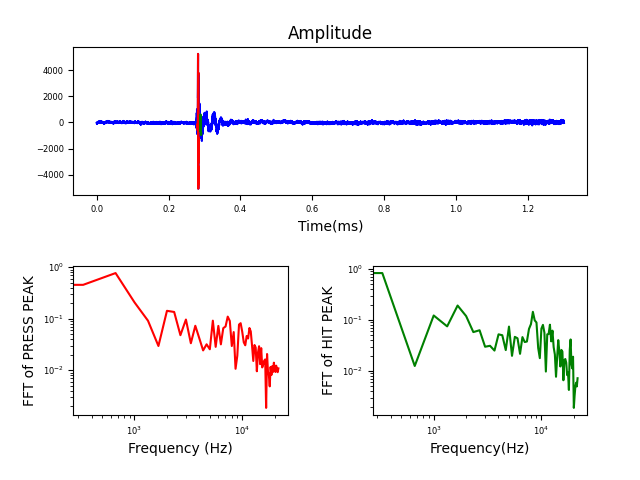 Amplitude
4000
2000
0
−2000
−4000
0.0 0.2 0.4 0.6 0.8 1.0 1.2
Time(ms)
FFT of PRESS PEAK
10⁰
10⁻¹
10⁻²
10³ 10⁴
Frequency (Hz)
FFT of HIT PEAK
10⁰
10⁻¹
10⁻²
10³ 10⁴
Frequency(Hz)